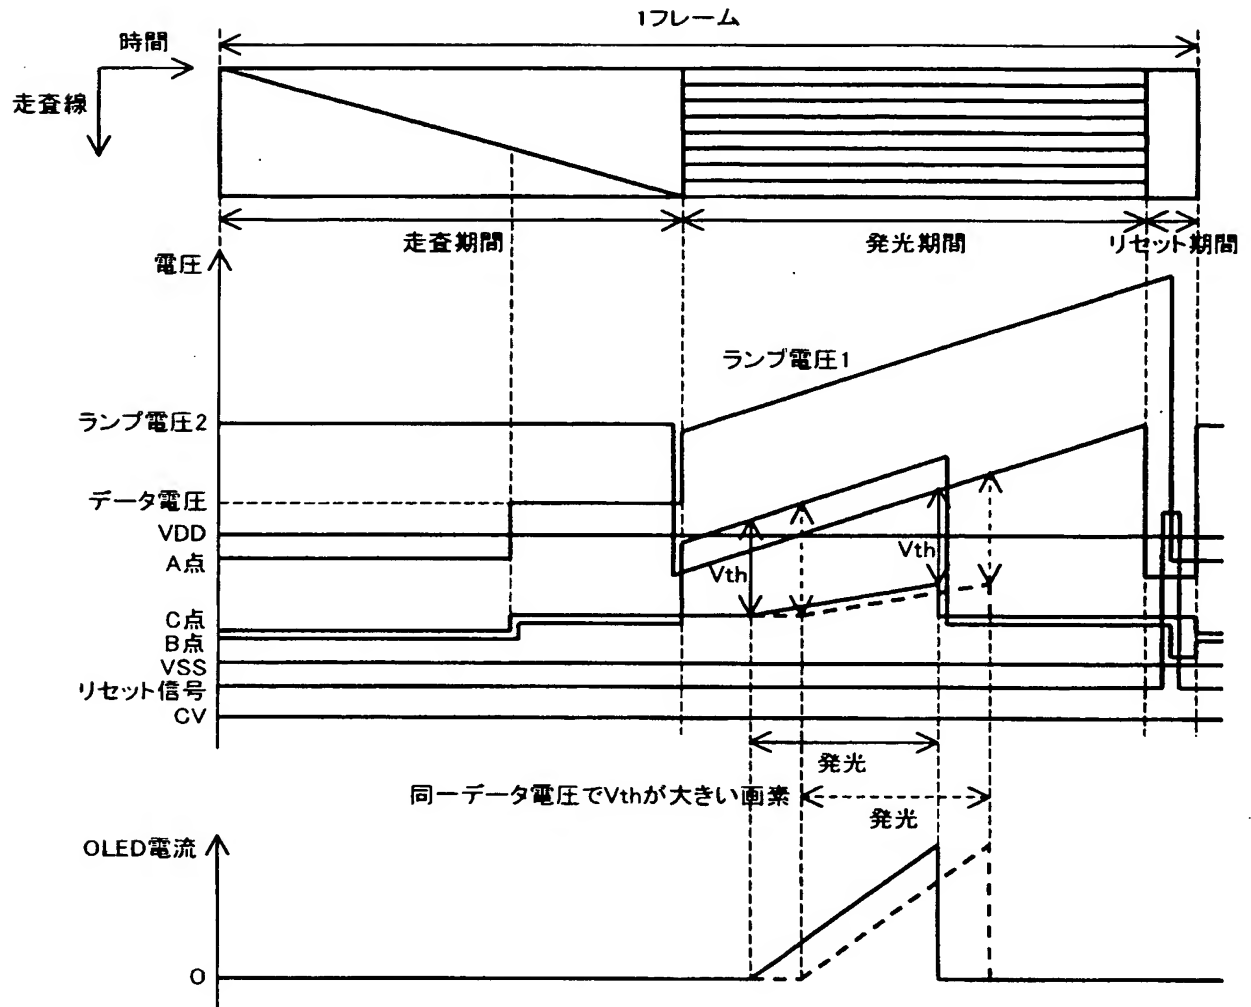 1フレーム
時間
走査線
走査期間
発光期間
リセット期間
電圧
ランプ電圧1
ランプ電圧2
データ電圧
VDD
A点
Vth
Vth
C点
B点
VSS
リセット信号
CV
発光
同一データ電圧でVthが大きい画素
発光
OLED電流
0